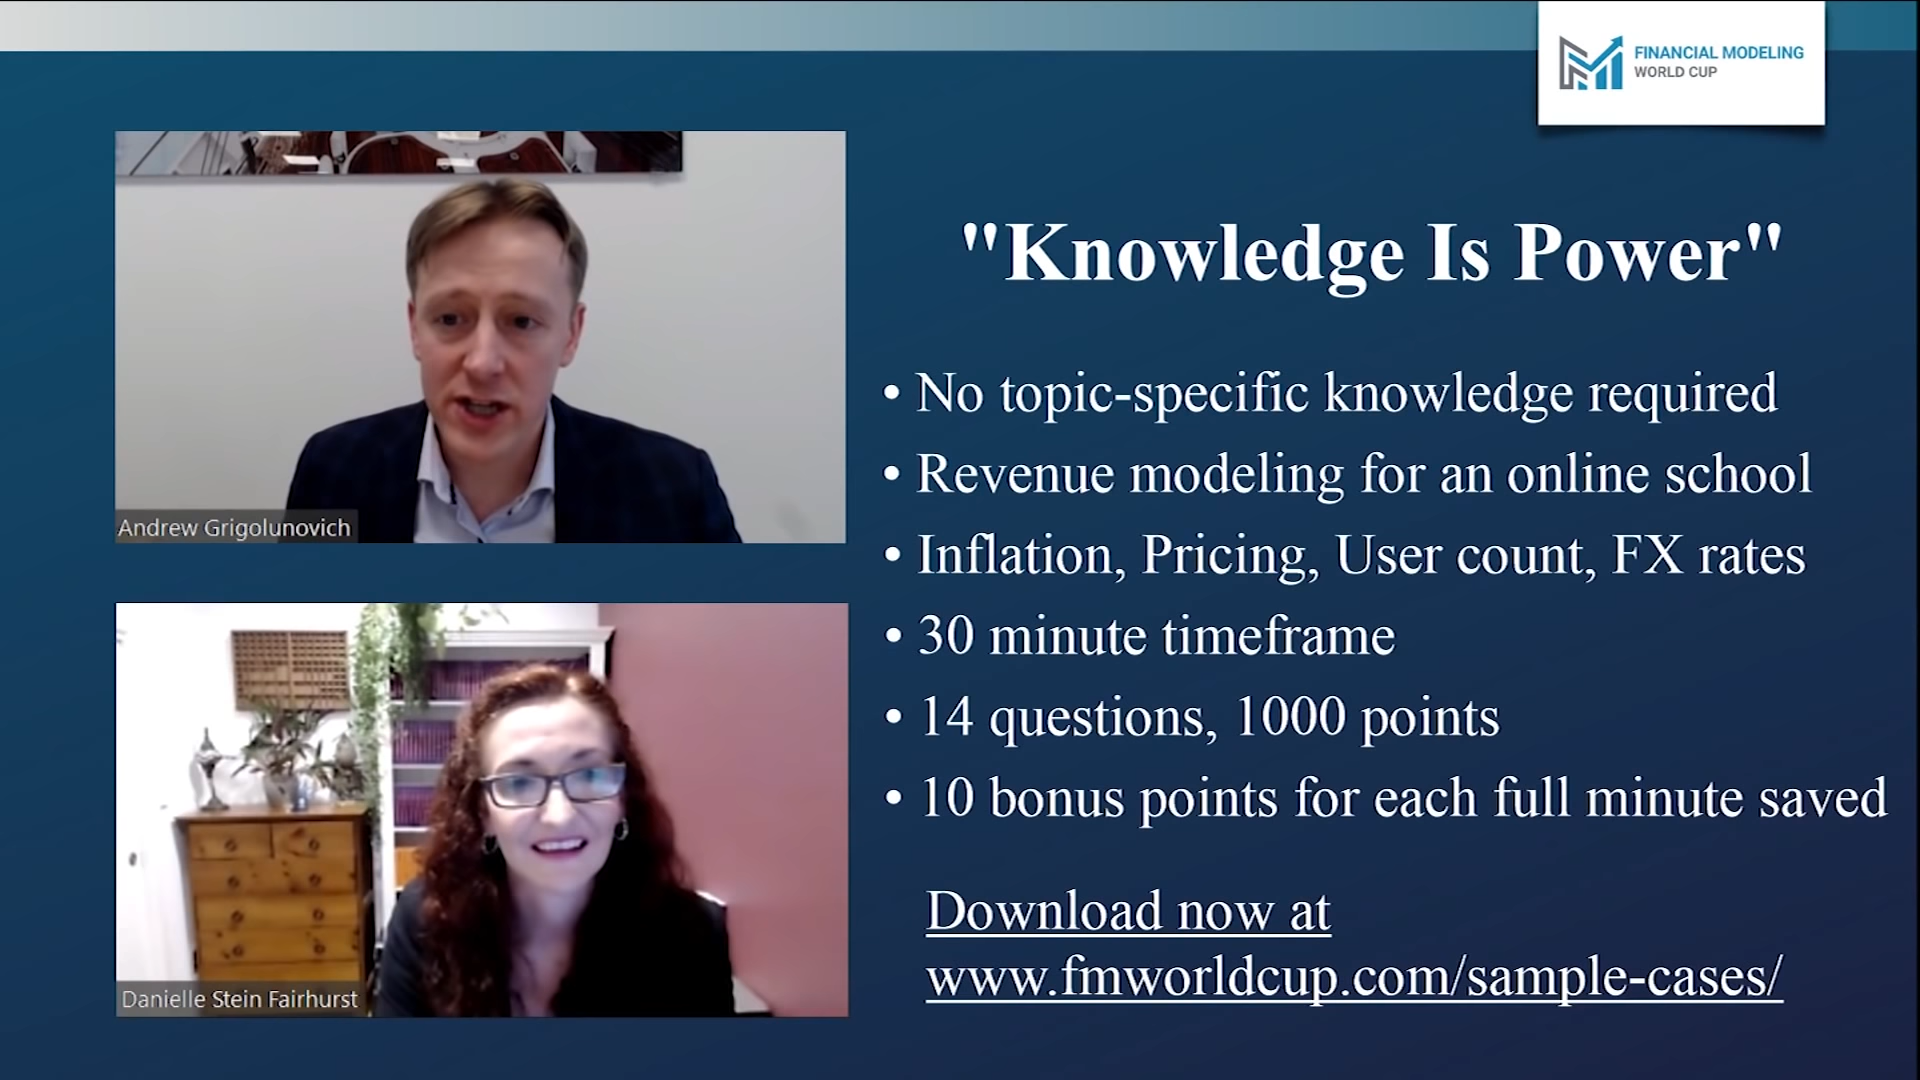 FINANCIAL MODELING
WORLD CUP
Andrew Grigolunovich
Danielle Stein Fairhurst
"Knowledge Is Power"
• No topic-specific knowledge required
• Revenue modeling for an online school
• Inflation, Pricing, User count, FX rates
• 30 minute timeframe
• 14 questions, 1000 points
• 10 bonus points for each full minute saved
Download now at
www.fmworldcup.com/sample-cases/